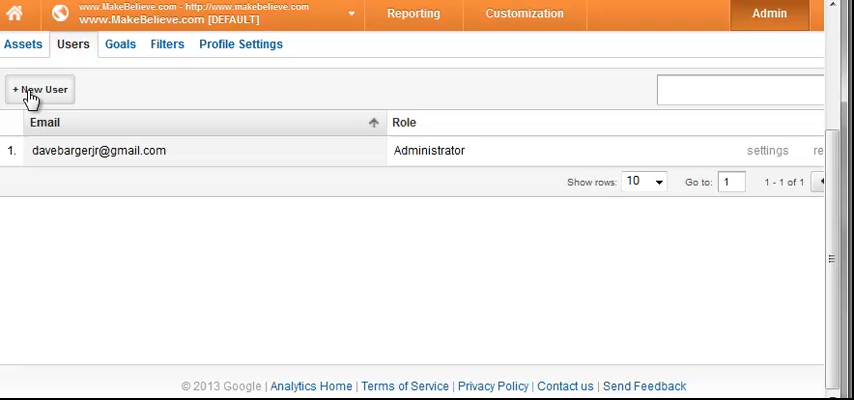 www.MakeBelieve.com - http://www.makebelieve.com
www.MakeBelieve.com [DEFAULT]
Reporting
Customization
Admin
Assets
Users
Goals
Filters
Profile Settings
+ New User
Email
Role
1.
davebargerjr@gmail.com
Administrator
settings
re
Show rows:
10
Go to:
1
1 - 1 of 1
© 2013 Google | Analytics Home | Terms of Service | Privacy Policy | Contact us | Send Feedback